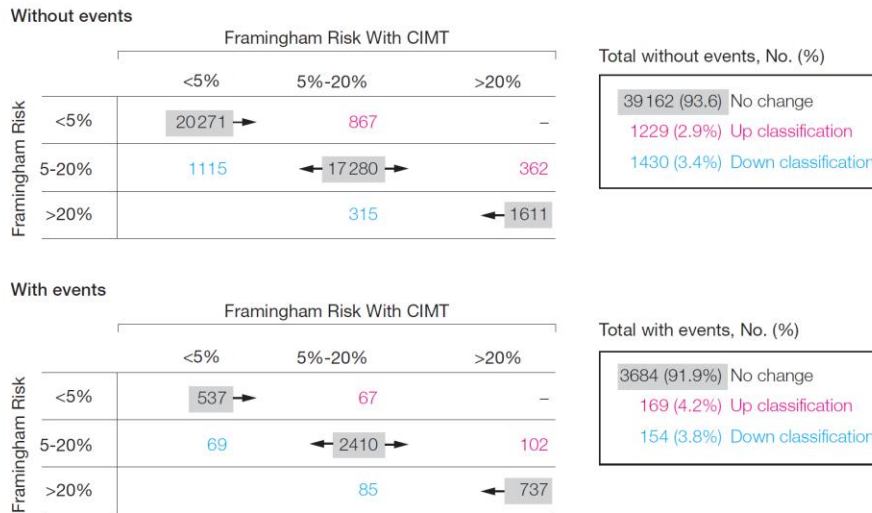 Without events
Framingham Risk With CIMT
<5% 5%-20% >20%
Framingham Risk
<5% 20271 867 –
5-20% 1115 17280 362
>20% 315 1611
Total without events, No. (%)
39162 (93.6) No change
1229 (2.9%) Up classification
1430 (3.4%) Down classification
With events
Framingham Risk With CIMT
<5% 5%-20% >20%
Framingham Risk
<5% 537 67 –
5-20% 69 2410 102
>20% 85 737
Total with events, No. (%)
3684 (91.9%) No change
169 (4.2%) Up classification
154 (3.8%) Down classification